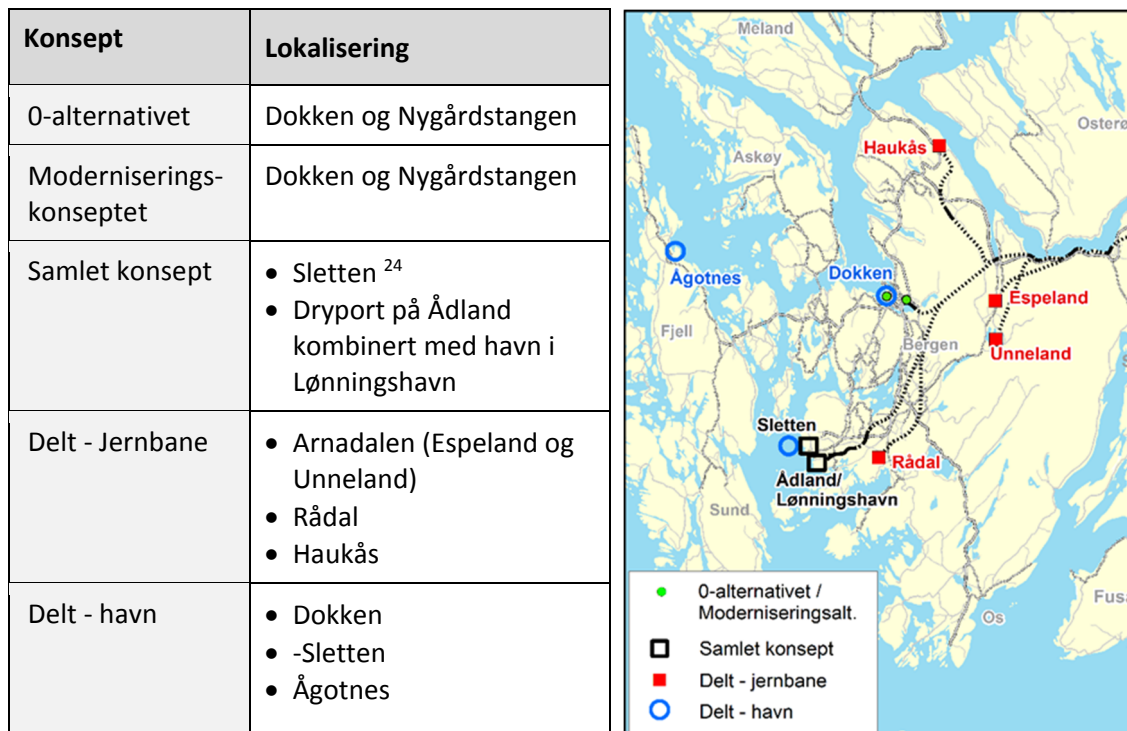 Konsept
Lokalisering
0-alternativet
Dokken og Nygårdstangen
Moderniserings-
konseptet
Dokken og Nygårdstangen
Samlet konsept
• Sletten 24
• Dryport på Ådland
kombinert med havn i
Lønningshavn
Delt - Jernbane
• Arnadalen (Espeland og
Unneland)
• Rådal
• Haukås
Delt - havn
• Dokken
• -Sletten
• Ågotnes
Meland
Osterø
Haukås
Askøy
Ågotnes
Dokken
Espeland
Fjell
Bergen
Unneland
Sletten
Rådal
Ådland/
Lønningshavn
Sund
Os
Fusa
0-alternativet /
Moderniseringsalt.
Samlet konsept
Delt - jernbane
Delt - havn